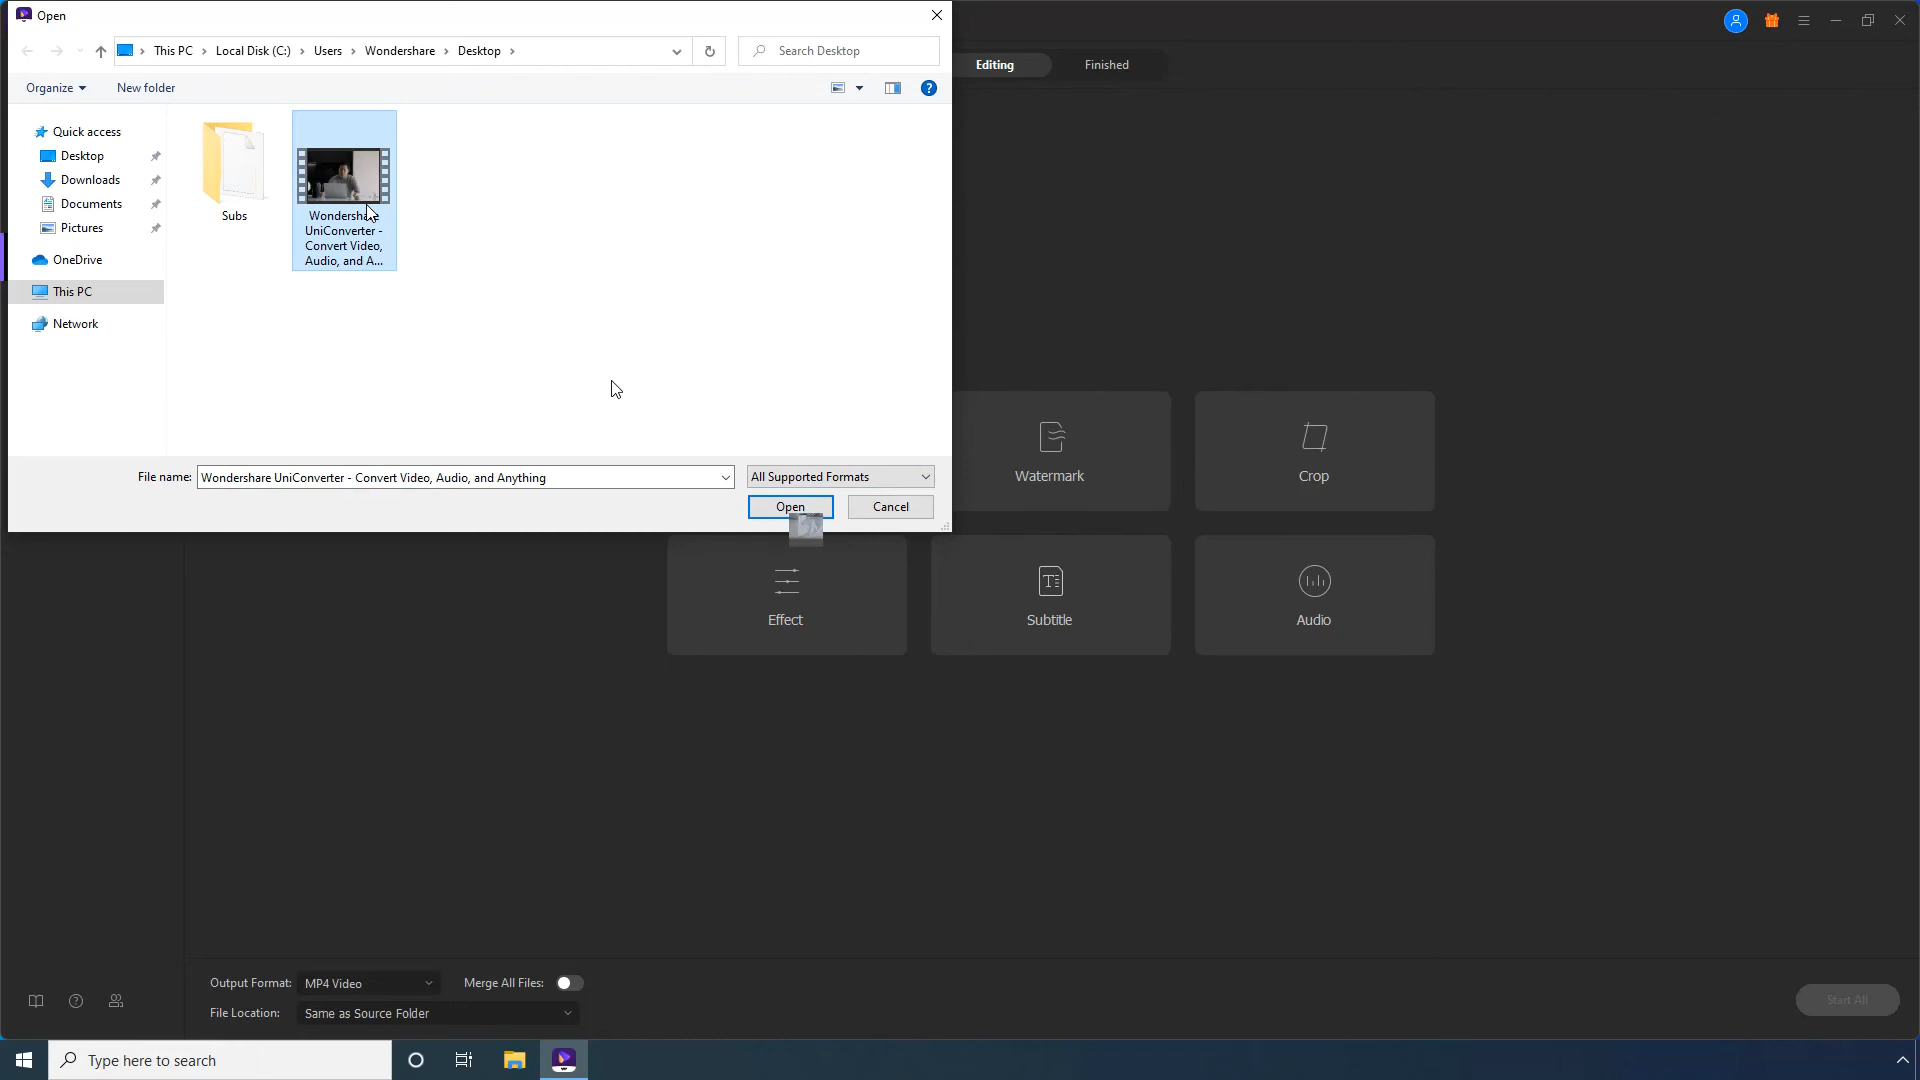 Open
This PC
Local Disk (C:)
Users
Wondershare
Desktop
Search Desktop
Editing
Finished
Organize
New folder
Quick access
Desktop
Downloads
Documents
Pictures
OneDrive
This PC
Network
Subs
Wondershare
UniConverter -
Convert Video,
Audio, and A...
File name:
Wondershare UniConverter - Convert Video, Audio, and Anything
All Supported Formats
Open
Cancel
Watermark
Crop
Effect
Subtitle
Audio
Output Format:
MP4 Video
Merge All Files:
File Location:
Same as Source Folder
Start All
Type here to search